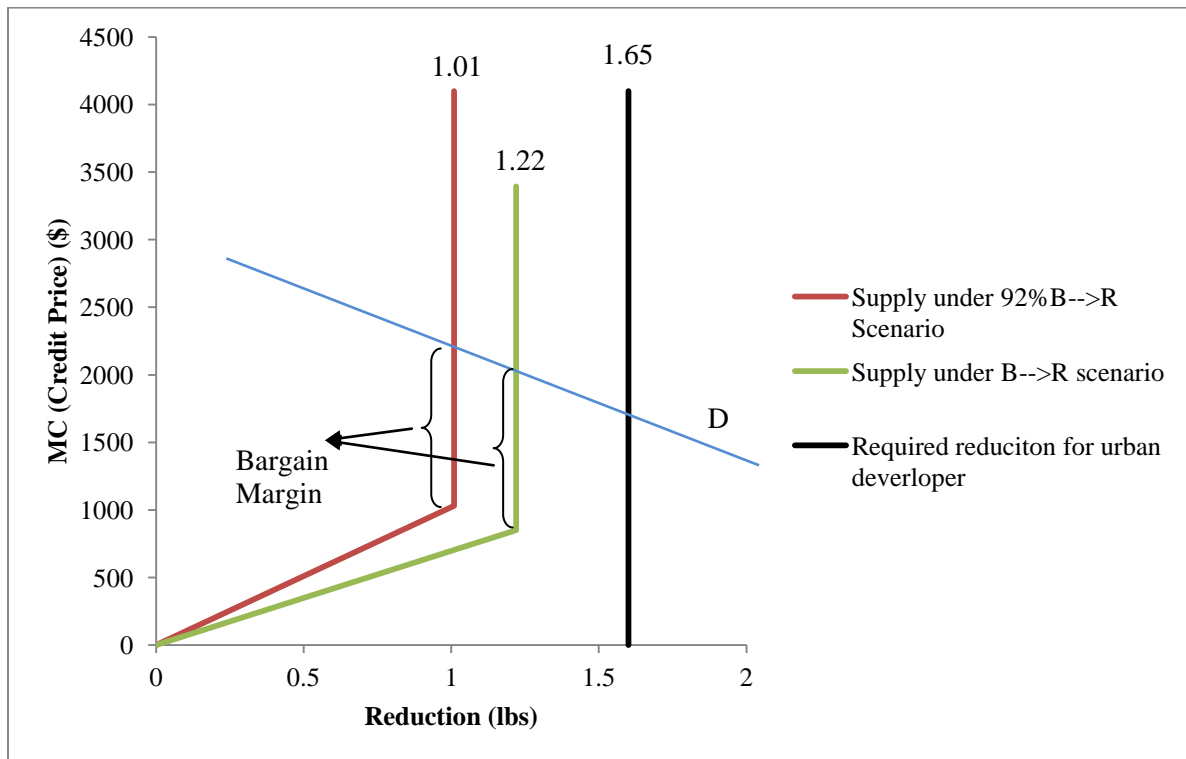 4500
4000
3500
3000
2500
2000
1500
1000
500
0
MC (Credit Price) ($)
1.01
1.65
1.22
D
Bargain
Margin
0
0.5
1
1.5
2
Reduction (lbs)
Supply under 92%B-->R
Scenario
Supply under B-->R scenario
Required reduciton for urban
deverloper